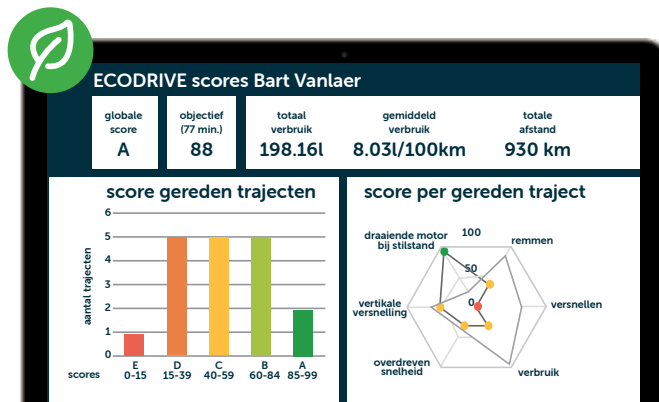 ECODRIVE scores Bart Vanlaer
globale
score
A
objectief
(77 min.)
88
totaal
verbruik
198.16l
gemiddeld
verbruik
8.03l/100km
totale
afstand
930 km
score gereden trajecten
aantal trajecten
6
5
4
3
2
1
0
scores
E
0-15
D
15-39
C
40-59
B
60-84
A
85-99
score per gereden traject
draaiende motor
bij stilstand
100
50
0
remmen
versnellen
verbruik
overdreven
snelheid
vertikale
versnelling